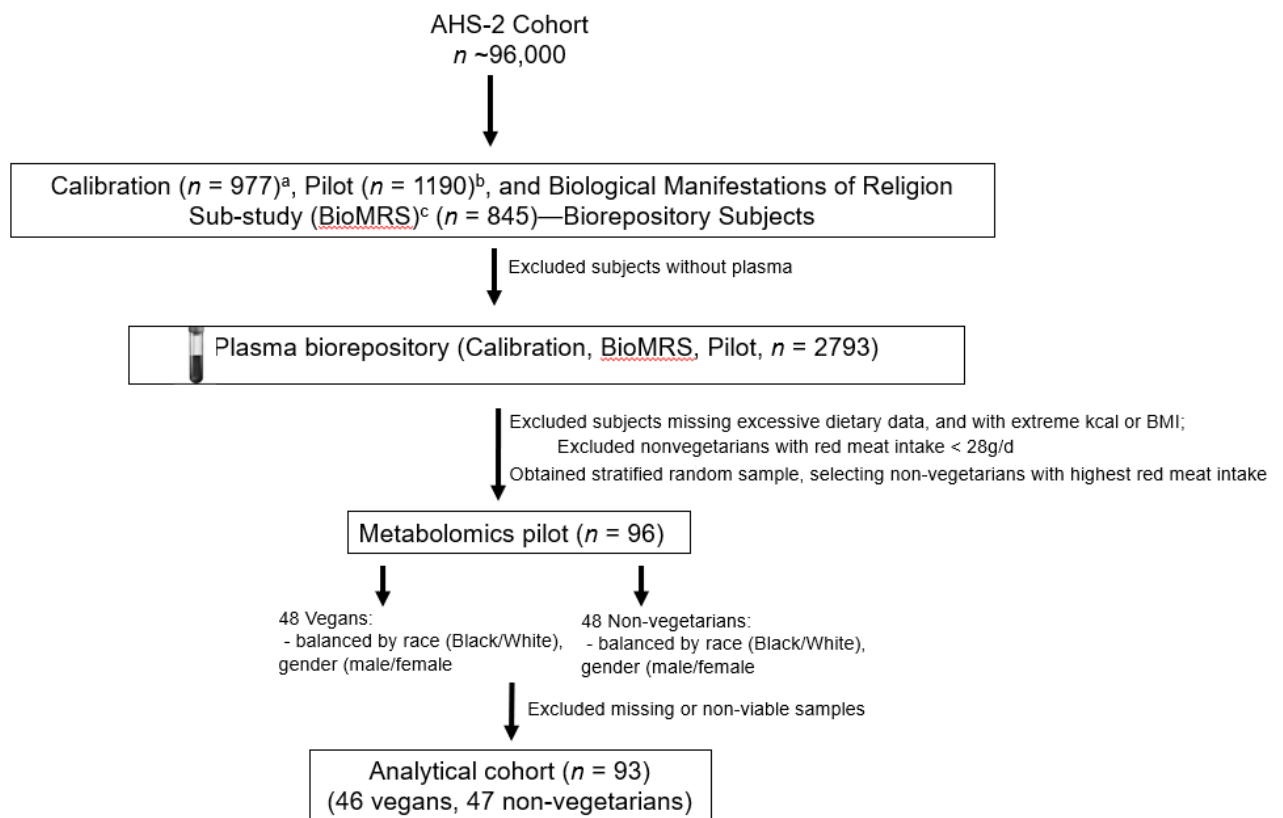 AHS-2 Cohort
n ~96,000
Calibration (n = 977)ᵃ, Pilot (n = 1190)ᵇ, and Biological Manifestations of Religion
Sub-study (BioMRS)ᶜ (n = 845)—Biorepository Subjects
Excluded subjects without plasma
Plasma biorepository (Calibration, BioMRS, Pilot, n = 2793)
Excluded subjects missing excessive dietary data, and with extreme kcal or BMI;
Excluded nonvegetarians with red meat intake < 28g/d
Obtained stratified random sample, selecting non-vegetarians with highest red meat intake
Metabolomics pilot (n = 96)
48 Vegans:
- balanced by race (Black/White),
gender (male/female
48 Non-vegetarians:
- balanced by race (Black/White),
gender (male/female
Excluded missing or non-viable samples
Analytical cohort (n = 93)
(46 vegans, 47 non-vegetarians)